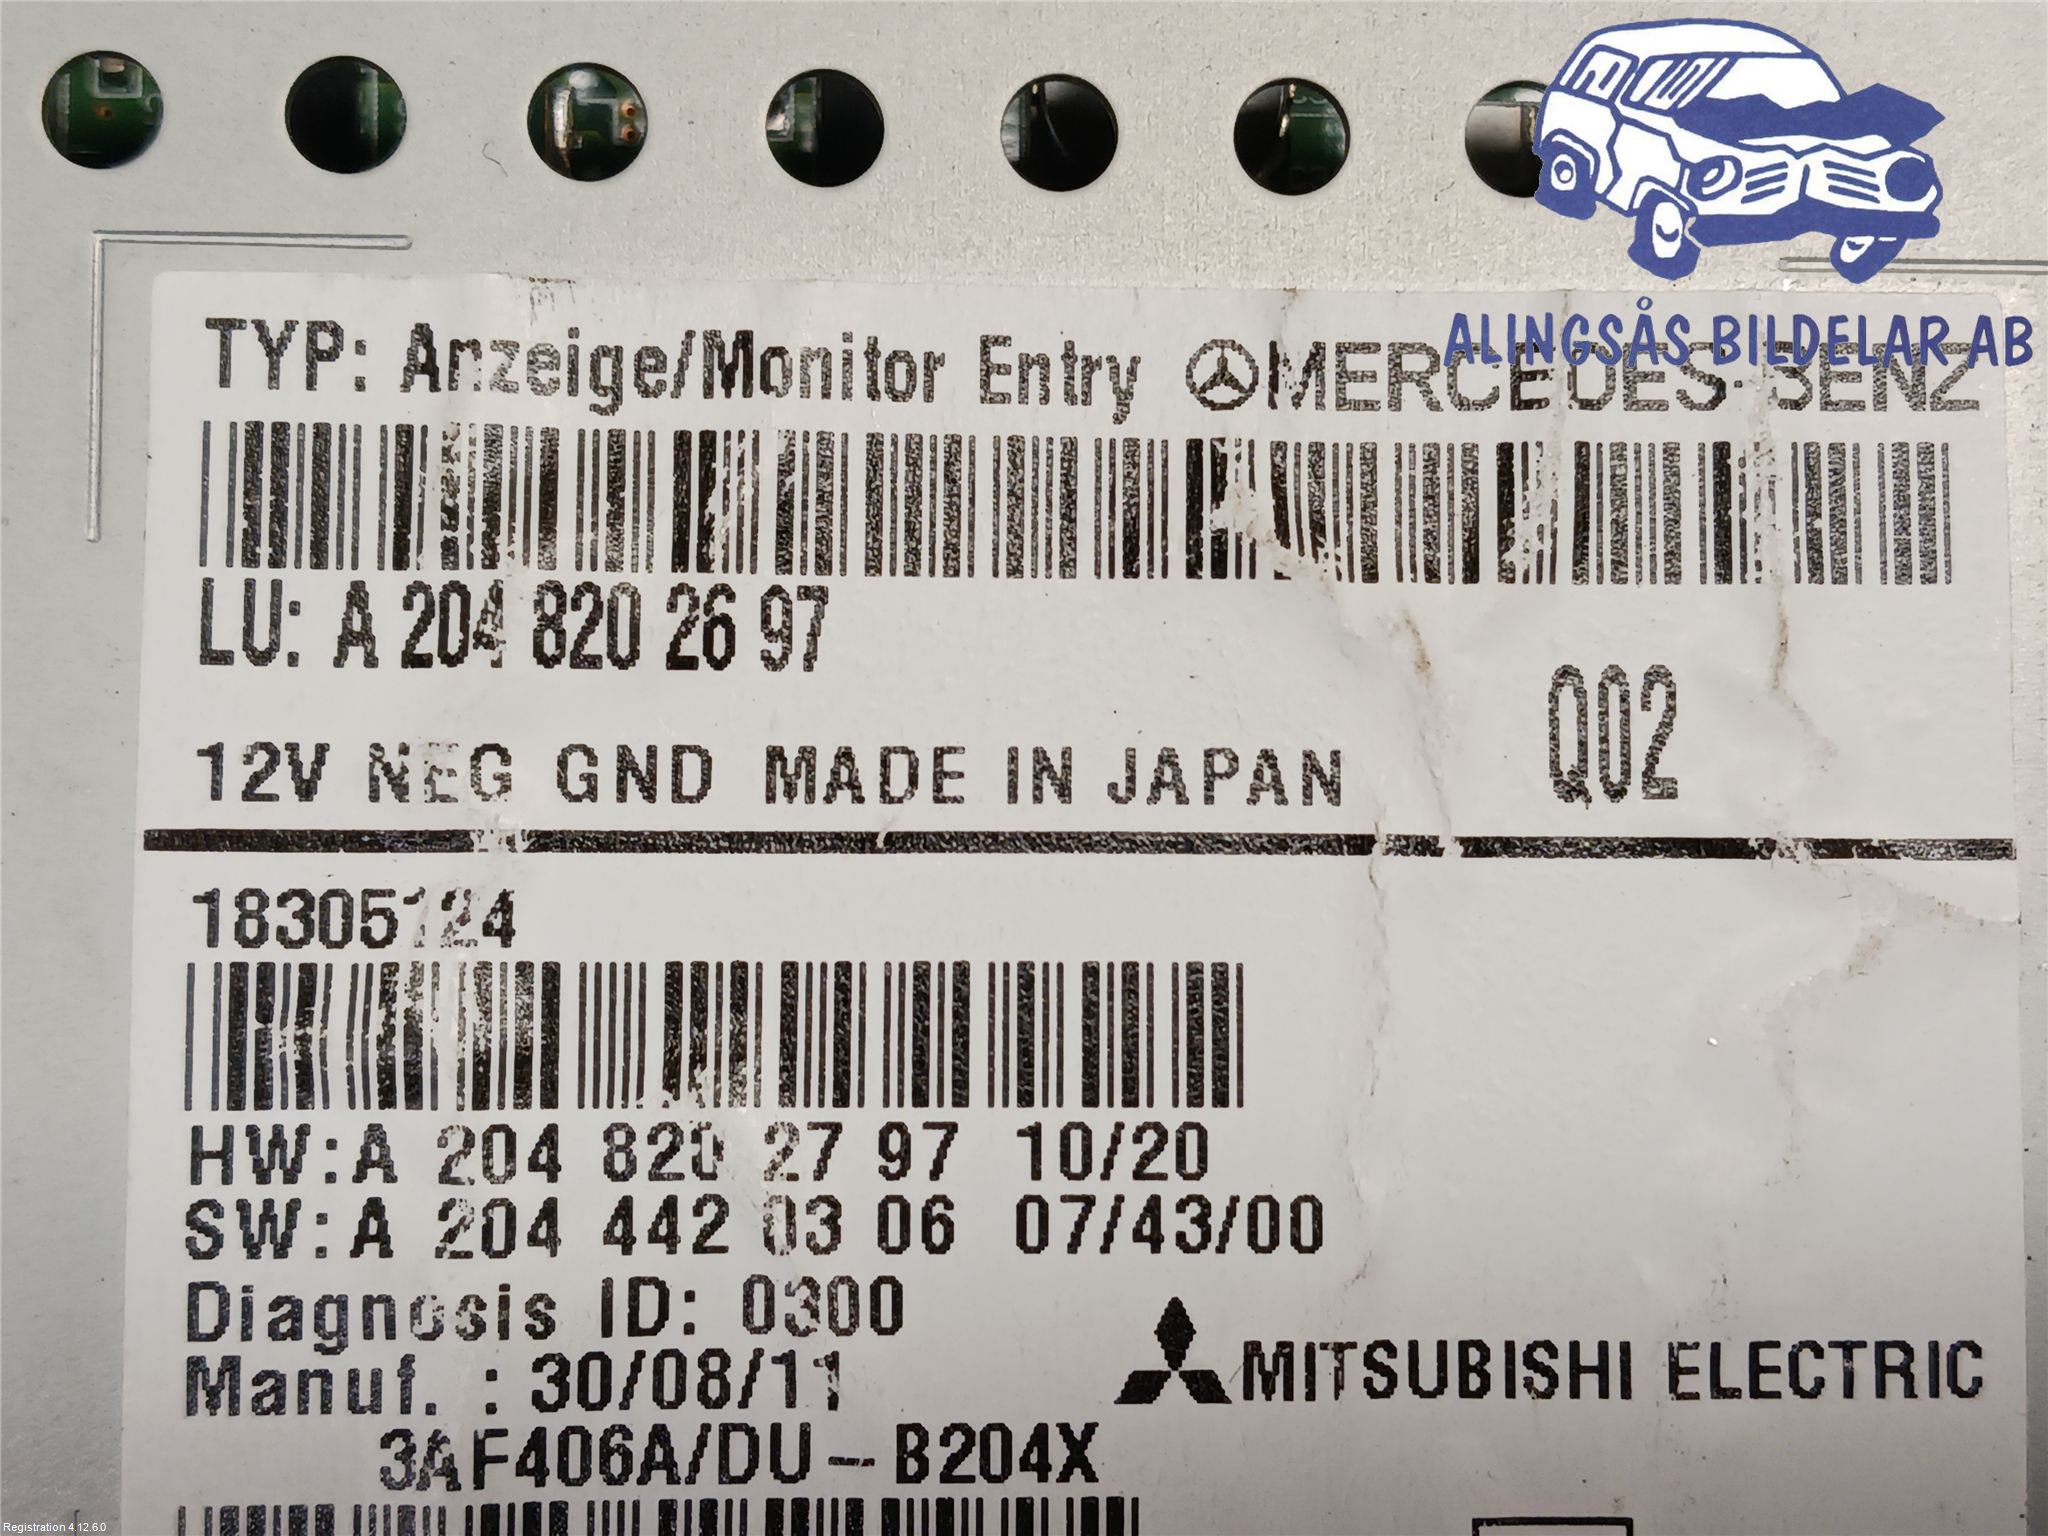 ALINGSÅS BILDELAR AB
TYP: Anzeige/Monitor Entry MERCEDES-BENZ
LU: A 204 820 26 97
Q02
12V NEG GND MADE IN JAPAN
18305124
HW:A 204 820 27 97 10/20
SW:A 204 442 03 06 07/43/00
Diagnosis ID: 0300
Manuf. : 30/08/11
MITSUBISHI ELECTRIC
3AF406A/DU-B204X
Registration 4.12.6.0